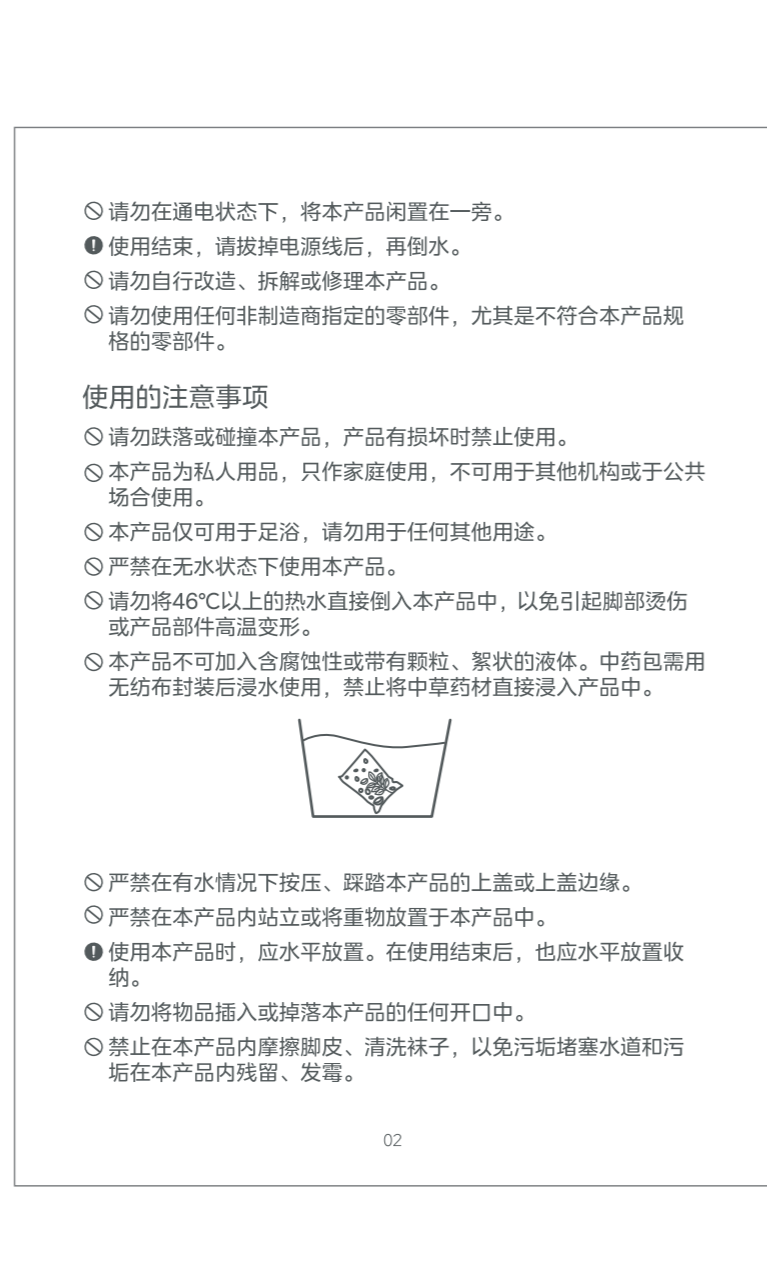 请勿在通电状态下，将本产品闲置在一旁。
使用结束，请拔掉电源线后，再倒水。
请勿自行改造、拆解或修理本产品。
请勿使用任何非制造商指定的零部件，尤其是不符合本产品规
格的零部件。
使用的注意事项
请勿跌落或碰撞本产品，产品有损坏时禁止使用。
本产品为私人用品，只作家庭使用，不可用于其他机构或于公共
场合使用。
本产品仅可用于足浴，请勿用于任何其他用途。
严禁在无水状态下使用本产品。
请勿将46℃以上的热水直接倒入本产品中，以免引起脚部烫伤
或产品部件高温变形。
本产品不可加入含腐蚀性或带有颗粒、絮状的液体。中药包需用
无纺布封装后浸水使用，禁止将中草药材直接浸入产品中。
严禁在有水情况下按压、踩踏本产品的上盖或上盖边缘。
严禁在本产品内站立或将重物放置于本产品中。
使用本产品时，应水平放置。在使用结束后，也应水平放置收
纳。
请勿将物品插入或掉落本产品的任何开口中。
禁止在本产品内摩擦脚皮、清洗袜子，以免污垢堵塞水道和污
垢在本产品内残留、发霉。
02